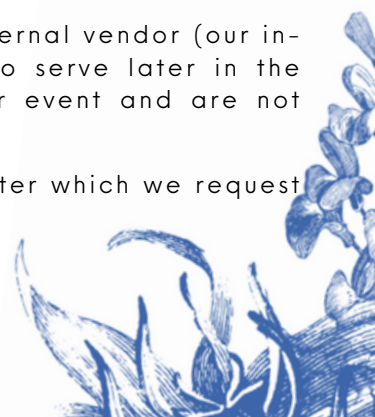 ernal vendor (our in-
o serve later in the
r event and are not
ter which we request